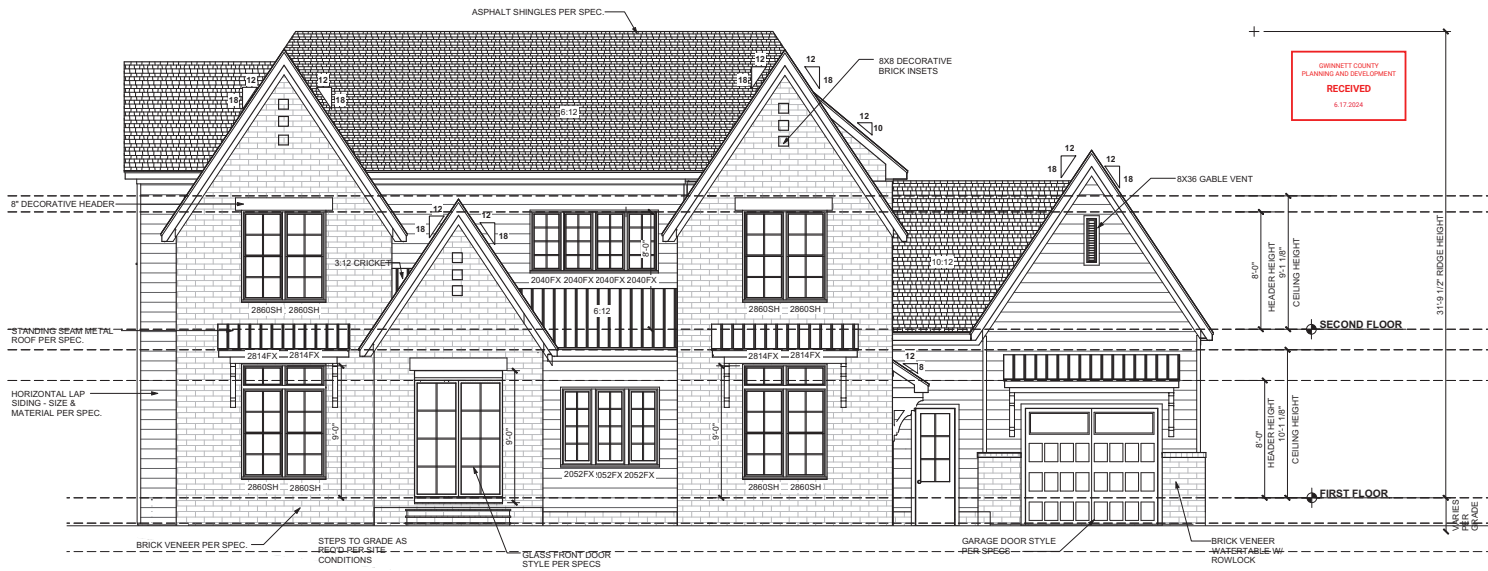 ASPHALT SHINGLES PER SPEC.
GWINNETT COUNTY
PLANNING AND DEVELOPMENT
RECEIVED
6.17.2024
8X8 DECORATIVE
BRICK INSETS
12
18
12
18
12
18
12
18
6:12
12
10
12
18
12
18
8X36 GABLE VENT
8" DECORATIVE HEADER
12
18
12
18
3:12 CRICKET
8'-0"
2040FX 2040FX 2040FX 2040FX
10:12
2860SH 2860SH
6:12
2860SH 2860SH
8'-0"
HEADER HEIGHT
9'-1 1/8"
CEILING HEIGHT
31'-9 1/2" RIDGE HEIGHT
STANDING SEAM METAL
ROOF PER SPEC.
SECOND FLOOR
2814FX 2814FX
2814FX 2814FX
12
8
HORIZONTAL LAP
SIDING - SIZE &
MATERIAL PER SPEC.
9'-0"
9'-0"
9'-0"
8'-0"
HEADER HEIGHT
10'-1 1/8"
CEILING HEIGHT
2052FX 2052FX
2860SH 2860SH
2860SH 2860SH
FIRST FLOOR
VARIES
PER
GRADE
BRICK VENEER PER SPEC.
STEPS TO GRADE AS
REQ'D PER SITE
CONDITIONS
GLASS FRONT DOOR
STYLE PER SPECS
GARAGE DOOR STYLE
PER SPECS
BRICK VENEER
WATERTABLE W/
ROWLOCK